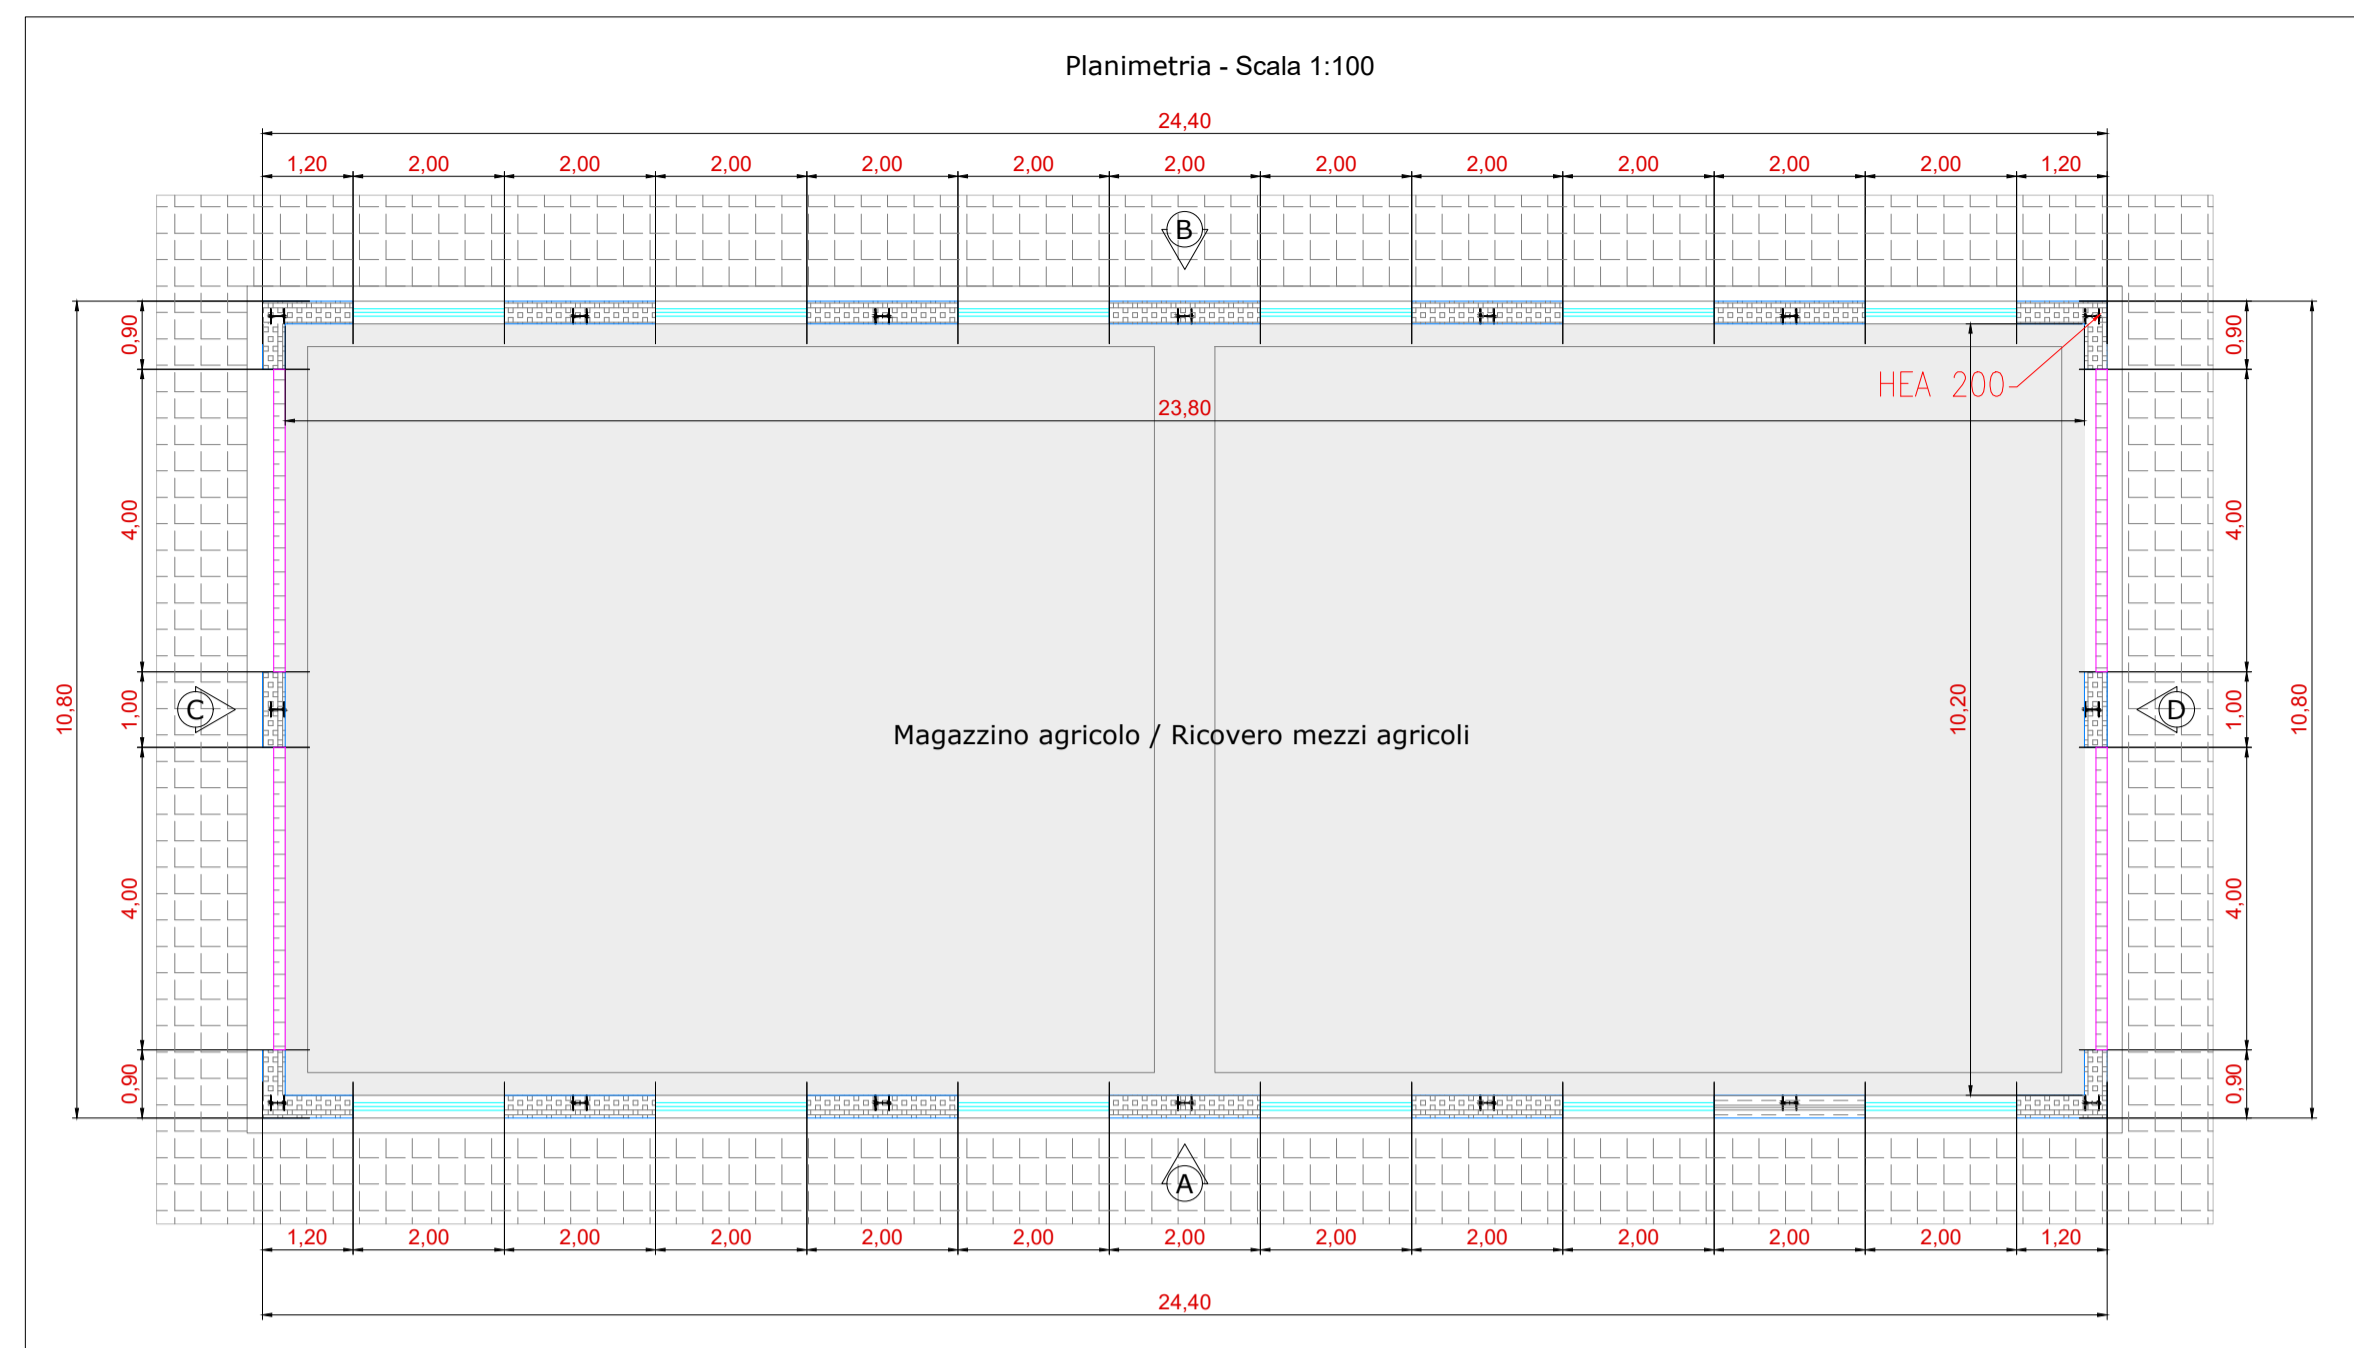 Planimetria - Scala 1:100
24,40
1,20 2,00 2,00 2,00 2,00 2,00 2,00 2,00 2,00 2,00 2,00 2,00 1,20
B
0,90 0,90
HEA 200
23,80
4,00 4,00
10,80 1,00 C 10,20 D 1,00 10,80
Magazzino agricolo / Ricovero mezzi agricoli
4,00 4,00
0,90 0,90
A
1,20 2,00 2,00 2,00 2,00 2,00 2,00 2,00 2,00 2,00 2,00 2,00 1,20
24,40